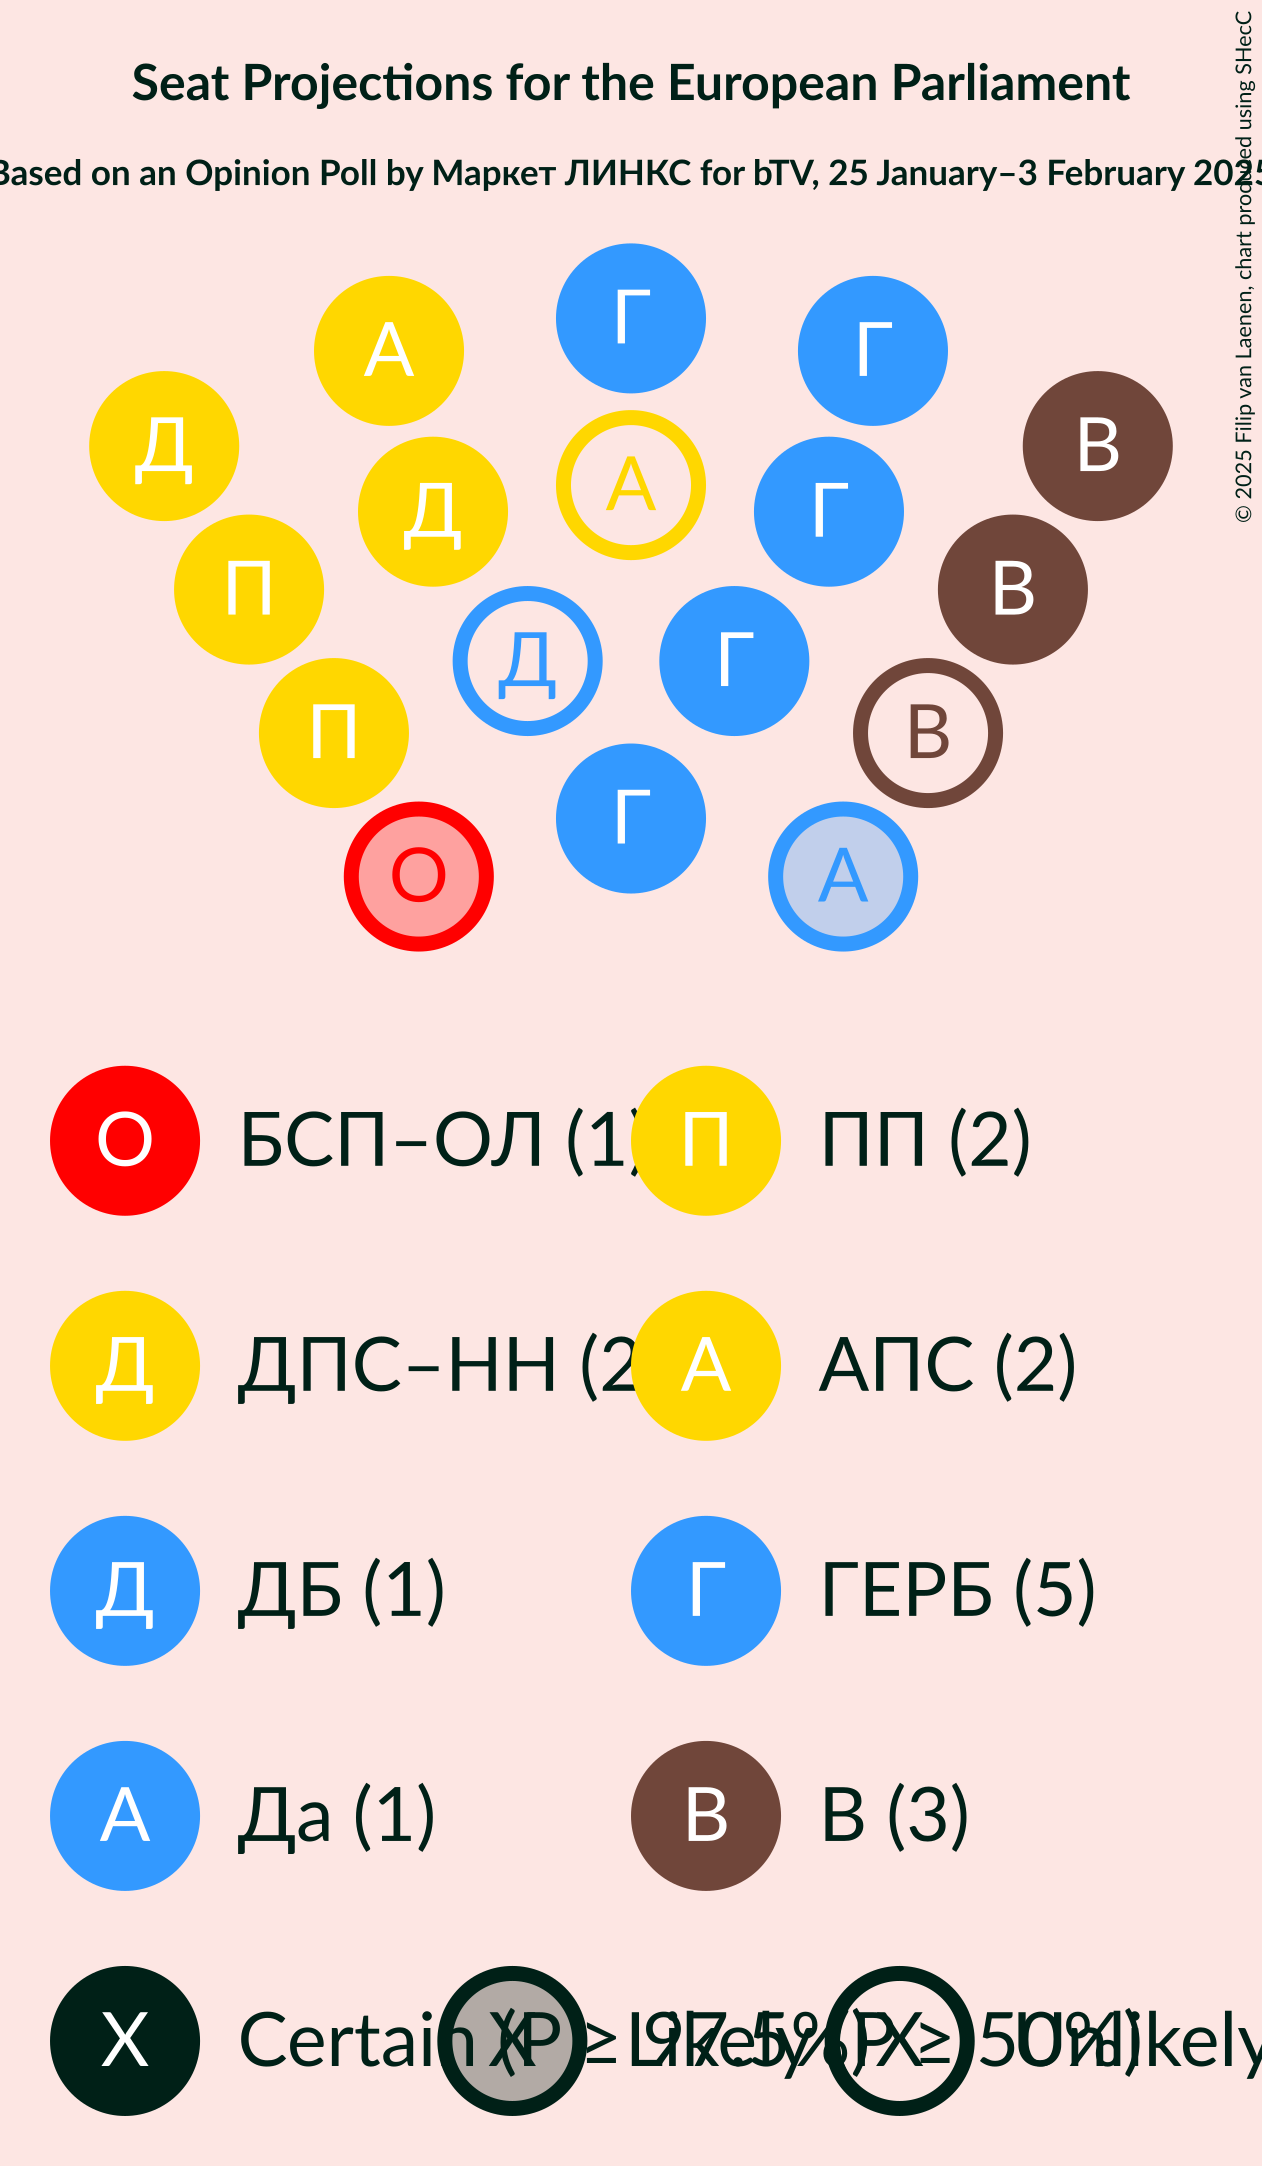 Seat Projections for the European Parliament
Based on an Opinion Poll by Маркет ЛИНКС for bTV, 25 January–3 February 2025
© 2025 Filip van Laenen, chart produced using SHecC
Г
А Г
Д В
А
Д Г
П В
Д Г
П В
Г
О А
О БСП–ОЛ (1) П ПП (2)
Д ДПС–НН (2 А АПС (2)
Д ДБ (1) Г ГЕРБ (5)
А Да (1) В В (3)
X Certain (P ≥ 97.5%) X Likely (P ≥ 50%) X Unlikely